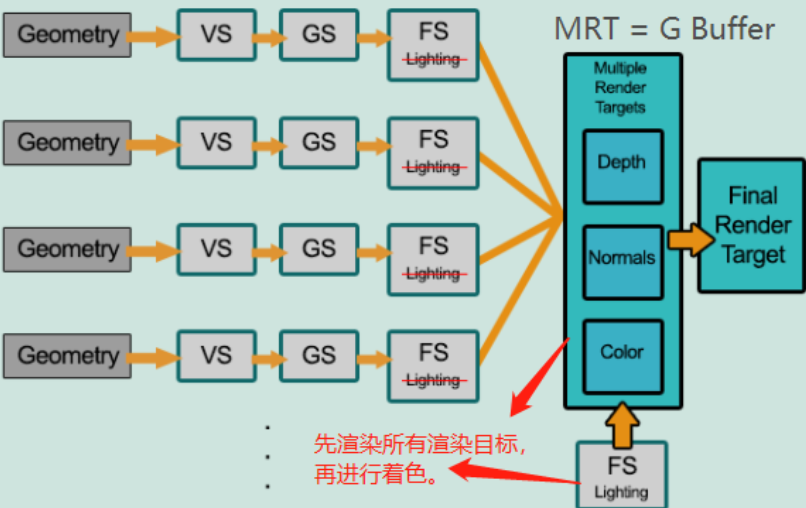 MRT = G Buffer
Geometry
VS
GS
FS
Lighting
Geometry
VS
GS
FS
Lighting
Geometry
VS
GS
FS
Lighting
Geometry
VS
GS
FS
Lighting
Multiple
Render
Targets
Depth
Normals
Color
Final
Render
Target
先渲染所有渲染目标，
再进行着色。
FS
Lighting